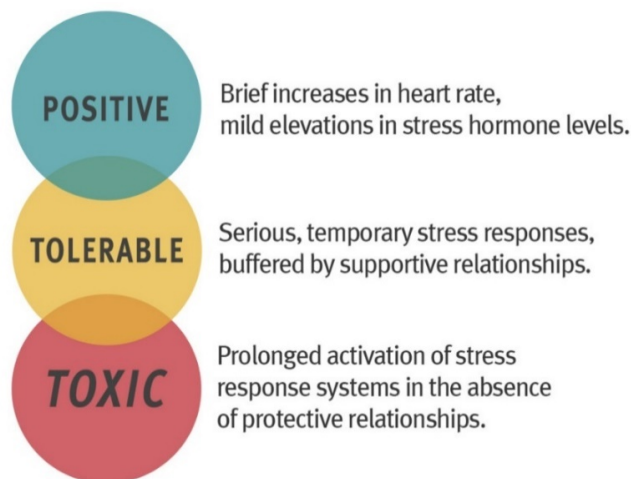 POSITIVE
Brief increases in heart rate,
mild elevations in stress hormone levels.
TOLERABLE
Serious, temporary stress responses,
buffered by supportive relationships.
TOXIC
Prolonged activation of stress
response systems in the absence
of protective relationships.